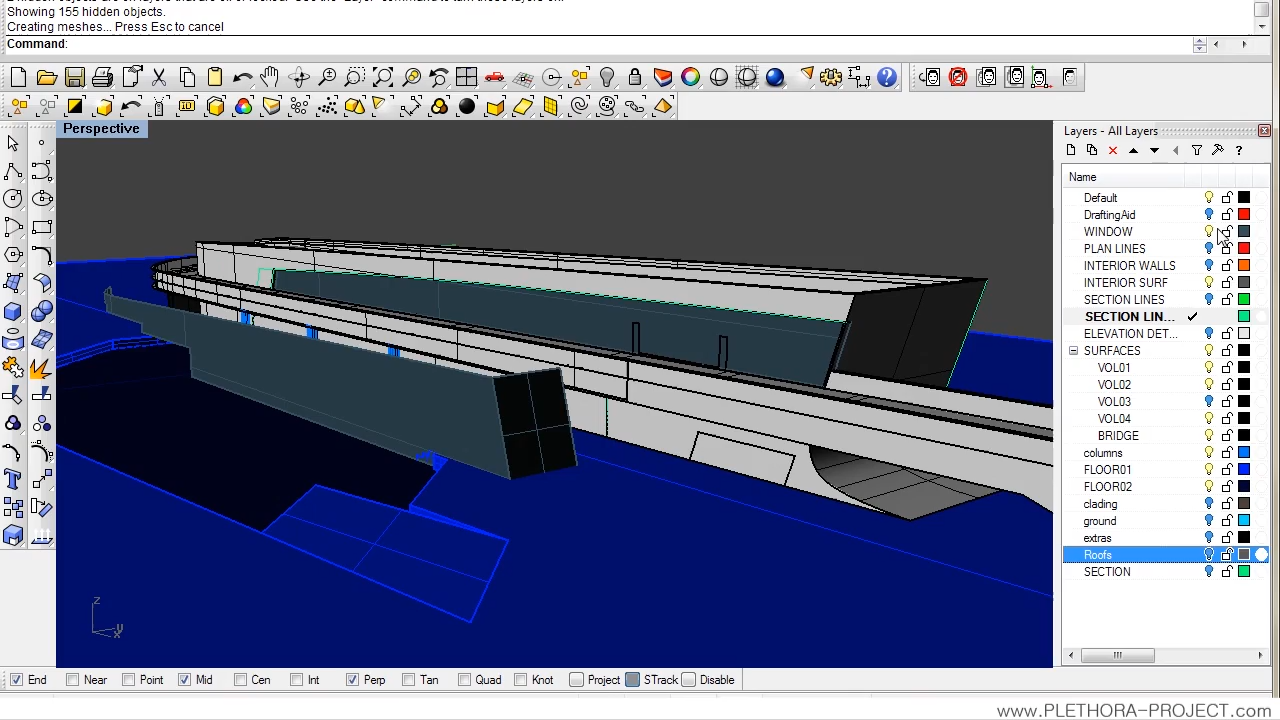 Showing 155 hidden objects.
Creating meshes... Press Esc to cancel
Command:
Perspective
Layers - All Layers
Name
Default
DraftingAid
WINDOW
PLAN LINES
INTERIOR WALLS
INTERIOR SURF
SECTION LINES
SECTION LIN...
ELEVATION DET...
SURFACES
VOL01
VOL02
VOL03
VOL04
BRIDGE
columns
FLOOR01
FLOOR02
clading
ground
extras
Roofs
SECTION
z
y
x
End Near Point Mid Cen Int Perp Tan Quad Knot Project STrack Disable
www.PLETHORA-PROJECT.com